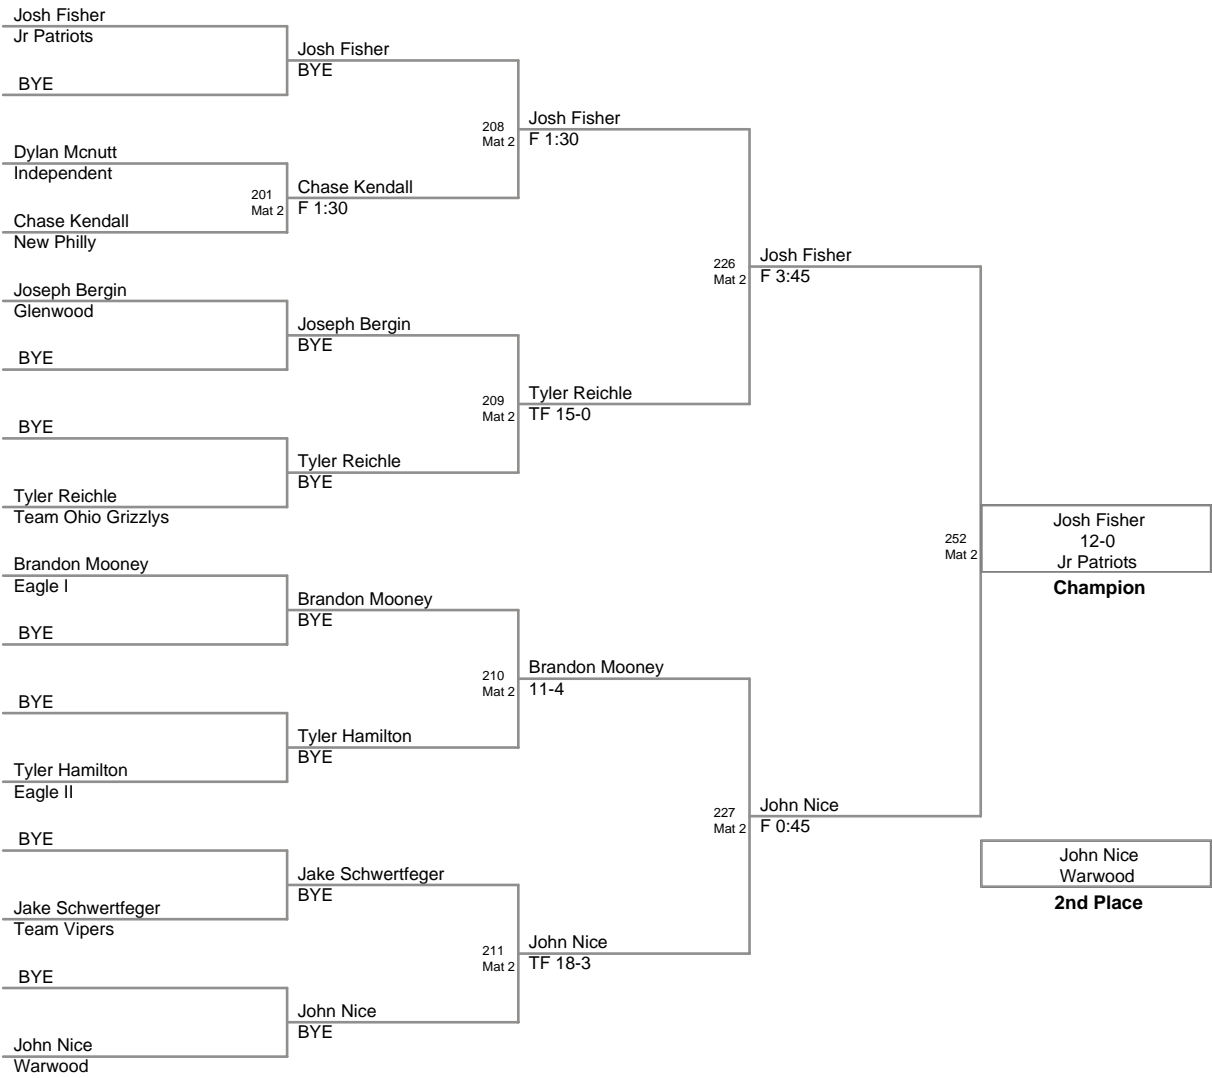 Josh Fisher
Jr Patriots
BYE
Dylan Mcnutt
Independent
Chase Kendall
New Philly
Joseph Bergin
Glenwood
BYE
BYE
Tyler Reichle
Team Ohio Grizzlys
Brandon Mooney
Eagle I
BYE
BYE
Tyler Hamilton
Eagle II
BYE
Jake Schwertfeger
Team Vipers
BYE
John Nice
Warwood
Josh Fisher
BYE
201
Mat 2
Chase Kendall
F 1:30
Joseph Bergin
BYE
Tyler Reichle
BYE
Brandon Mooney
BYE
Tyler Hamilton
BYE
Jake Schwertfeger
BYE
John Nice
BYE
208
Mat 2
Josh Fisher
F 1:30
209
Mat 2
Tyler Reichle
TF 15-0
210
Mat 2
Brandon Mooney
11-4
211
Mat 2
John Nice
TF 18-3
226
Mat 2
Josh Fisher
F 3:45
227
Mat 2
John Nice
F 0:45
252
Mat 2
Josh Fisher
12-0
Jr Patriots
Champion
John Nice
Warwood
2nd Place